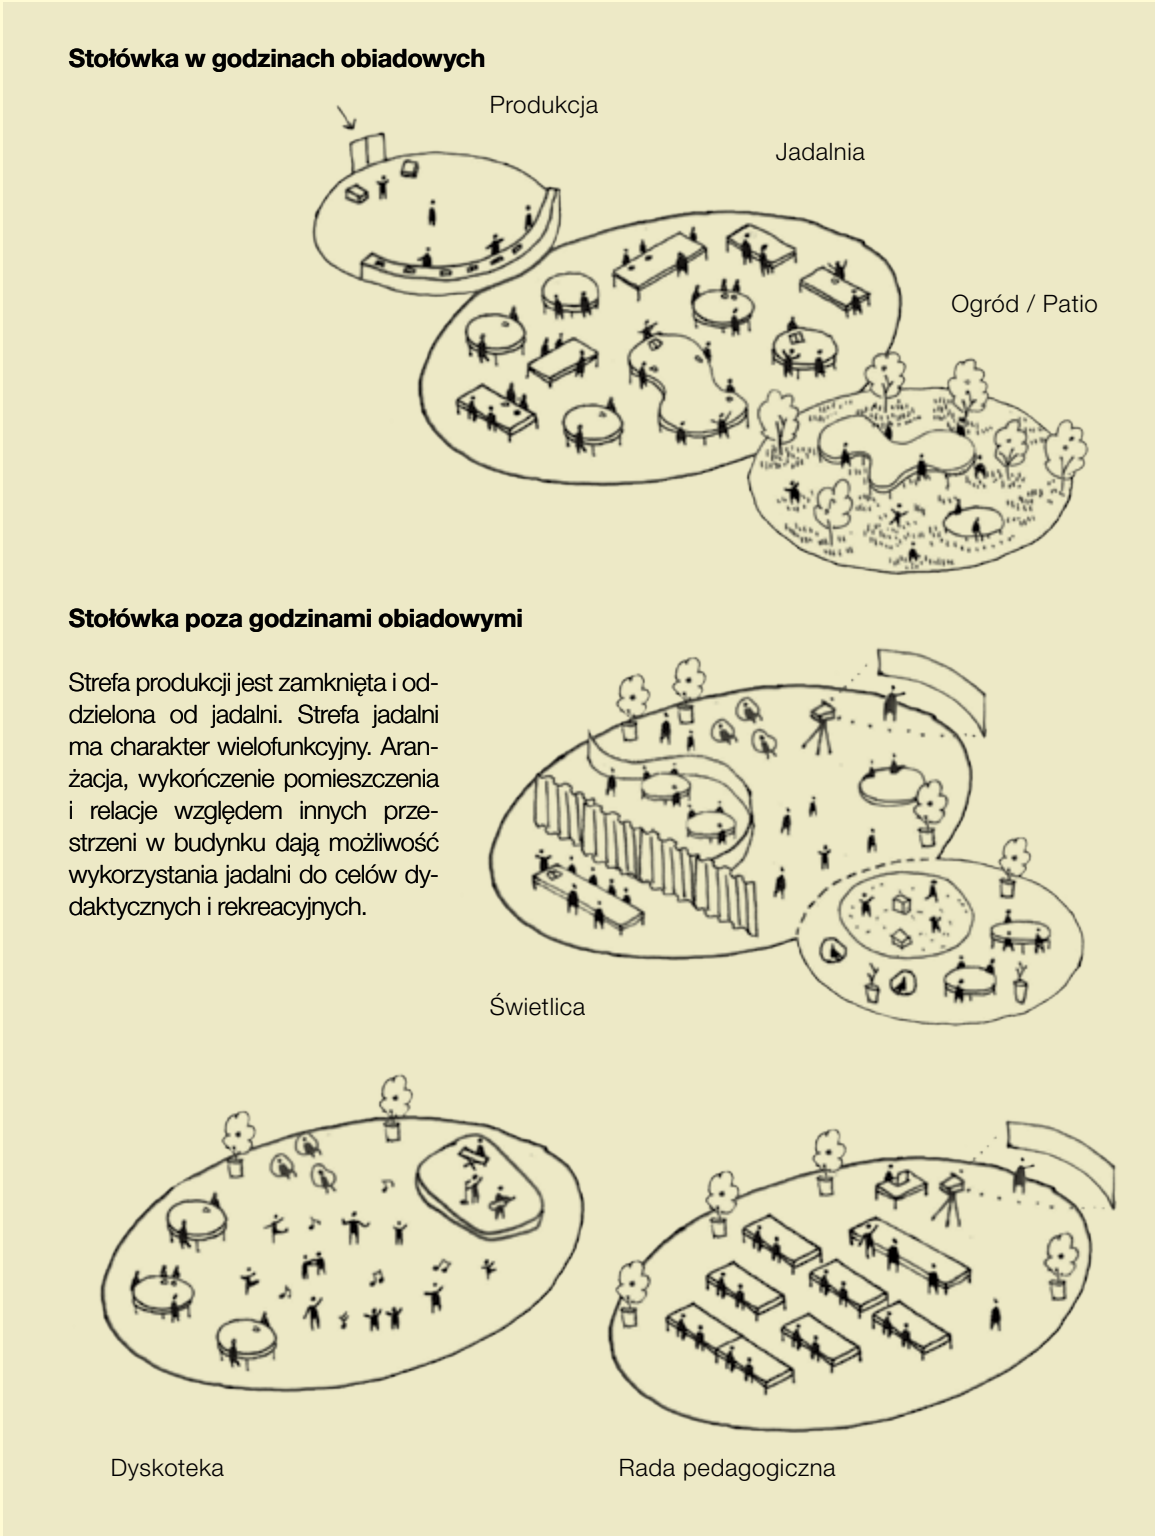 Stołówka w godzinach obiadowych
Produkcja
Jadalnia
Ogród / Patio
Stołówka poza godzinami obiadowymi
Strefa produkcji jest zamknięta i od-
dzielona od jadalni. Strefa jadalni
ma charakter wielofunkcyjny. Aran-
żacja, wykończenie pomieszczenia
i relacje względem innych prze-
strzeni w budynku dają możliwość
wykorzystania jadalni do celów dy-
daktycznych i rekreacyjnych.
Świetlica
Dyskoteka
Rada pedagogiczna